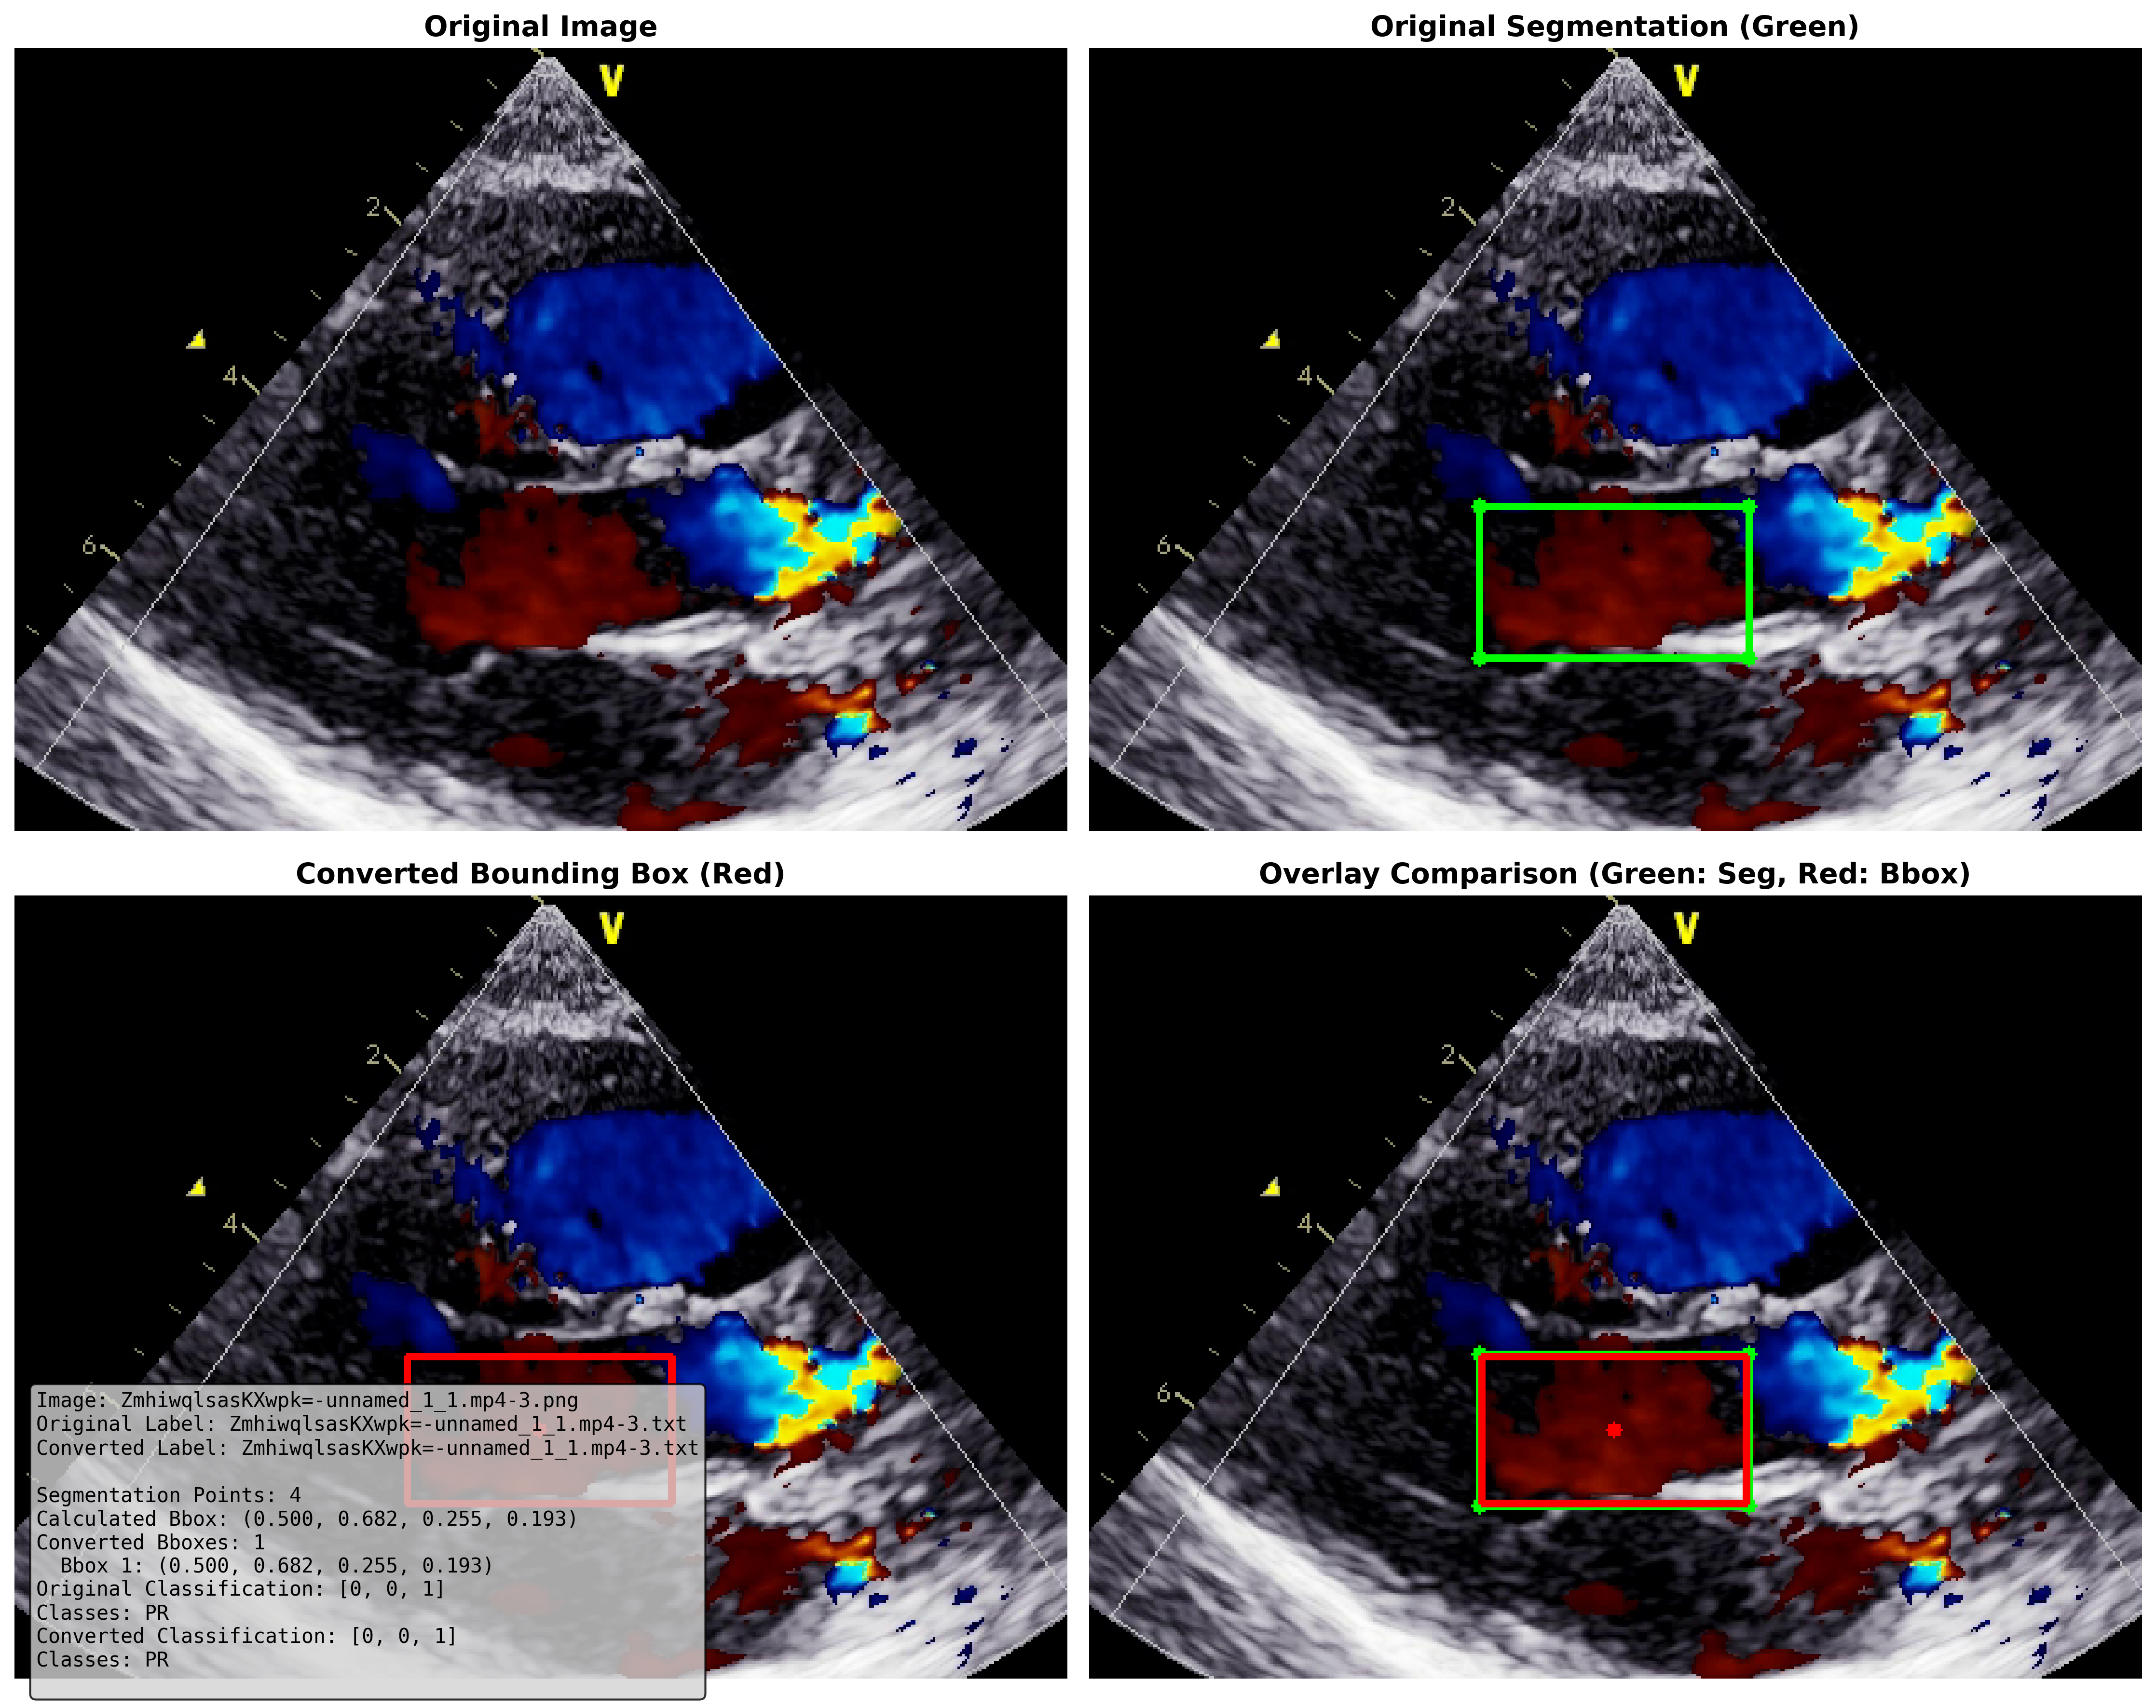 Original Image
V
2
4
6
Original Segmentation (Green)
V
2
4
6
Converted Bounding Box (Red)
V
2
4
Image: ZmhiwqlsasKXwpk=-unnamed_1_1.mp4-3.png
Original Label: ZmhiwqlsasKXwpk=-unnamed_1_1.mp4-3.txt
Converted Label: ZmhiwqlsasKXwpk=-unnamed_1_1.mp4-3.txt
Segmentation Points: 4
Calculated Bbox: (0.500, 0.682, 0.255, 0.193)
Converted Bboxes: 1
Bbox 1: (0.500, 0.682, 0.255, 0.193)
Original Classification: [0, 0, 1]
Classes: PR
Converted Classification: [0, 0, 1]
Classes: PR
Overlay Comparison (Green: Seg, Red: Bbox)
V
2
4
6